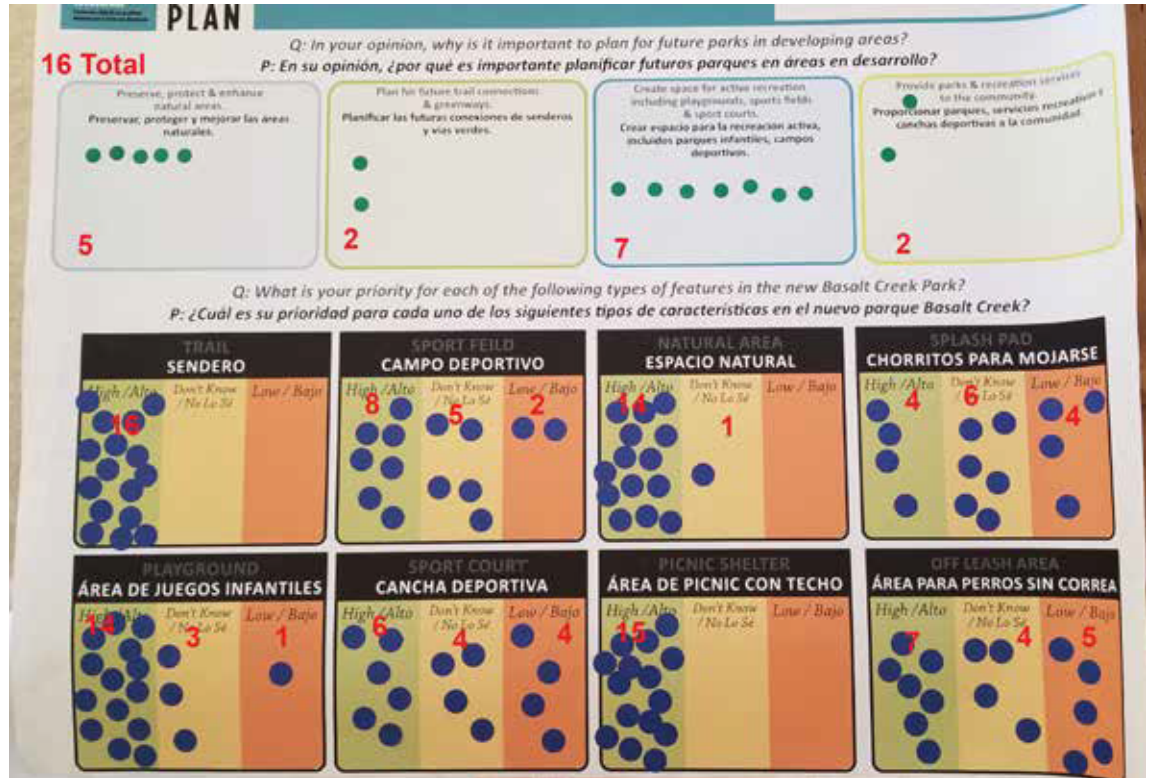 PLAN
16 Total
Q: In your opinion, why is it important to plan for future parks in developing areas?
P: En su opinión, ¿por qué es importante planificar futuros parques en áreas en desarrollo?
Preserve, protect & enhance
natural areas.
Preservar, proteger y mejorar las áreas
naturales.
5
Plan for future trail connections
& greenways.
Planificar las futuras conexiones de senderos
y vías verdes.
2
Create space for active recreation
including playgrounds, sports fields
& sport courts.
Crear espacio para la recreación activa,
incluidos parques infantiles, campos
deportivos.
7
Provide parks & recreation services
to the community.
Proporcionar parques, servicios recreativos
canchas deportivas a la comunidad.
2
Q: What is your priority for each of the following types of features in the new Basalt Creek Park?
P: ¿Cuál es su prioridad para cada uno de los siguientes tipos de características en el nuevo parque Basalt Creek?
TRAIL
SENDERO
High /Alto Don't Know Low / Bajo
/ No Lo Sé
16
SPORT FEILD
CAMPO DEPORTIVO
High /Alto Don't Know Low / Bajo
/ No Lo Sé
8 5 2
NATURAL AREA
ESPACIO NATURAL
High /Alto Don't Know Low / Bajo
/ No Lo Sé
14 1
SPLASH PAD
CHORRITOS PARA MOJARSE
High /Alto Don't Know Low / Bajo
/ No Lo Sé
4 6 4
PLAYGROUND
ÁREA DE JUEGOS INFANTILES
High /Alto Don't Know Low / Bajo
/ No Lo Sé
14 3 1
SPORT COURT
CANCHA DEPORTIVA
High /Alto Don't Know Low / Bajo
/ No Lo Sé
6 4 4
PICNIC SHELTER
ÁREA DE PICNIC CON TECHO
High /Alto Don't Know Low / Bajo
/ No Lo Sé
15
OFF LEASH AREA
ÁREA PARA PERROS SIN CORREA
High /Alto Don't Know Low / Bajo
/ No Lo Sé
7 4 5